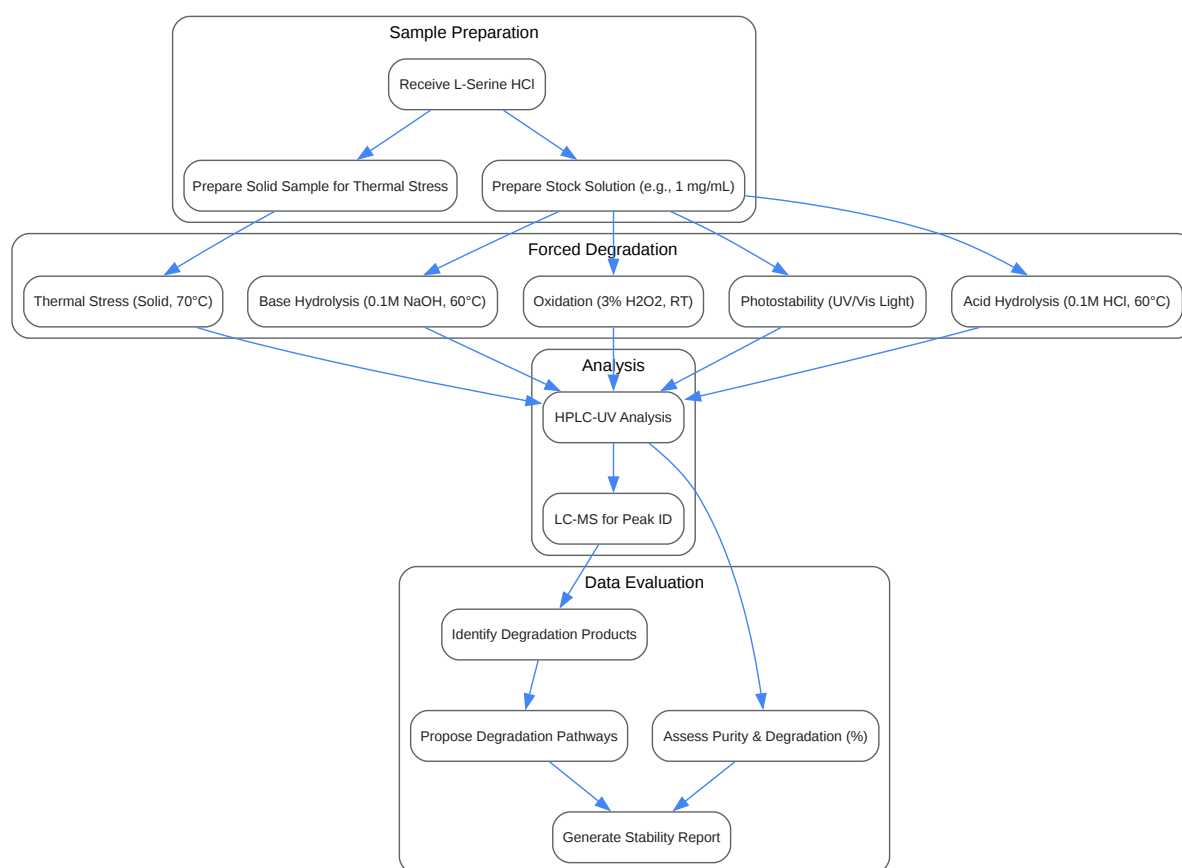 Sample Preparation
Receive L-Serine HCl
Prepare Solid Sample for Thermal Stress
Prepare Stock Solution (e.g., 1 mg/mL)
Forced Degradation
Thermal Stress (Solid, 70°C)
Base Hydrolysis (0.1M NaOH, 60°C)
Oxidation (3% H2O2, RT)
Photostability (UV/Vis Light)
Acid Hydrolysis (0.1M HCl, 60°C)
Analysis
HPLC-UV Analysis
LC-MS for Peak ID
Data Evaluation
Identify Degradation Products
Propose Degradation Pathways
Assess Purity & Degradation (%)
Generate Stability Report